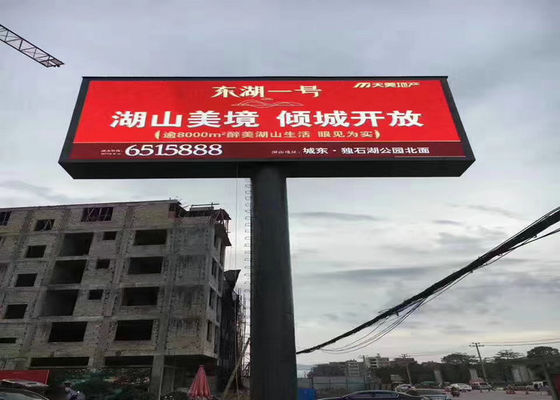 东湖一号
天美地产
湖山美境 倾城开放
逾8000m²醉美湖山生活 眼见为实
6515888
城东·独石湖公园北面